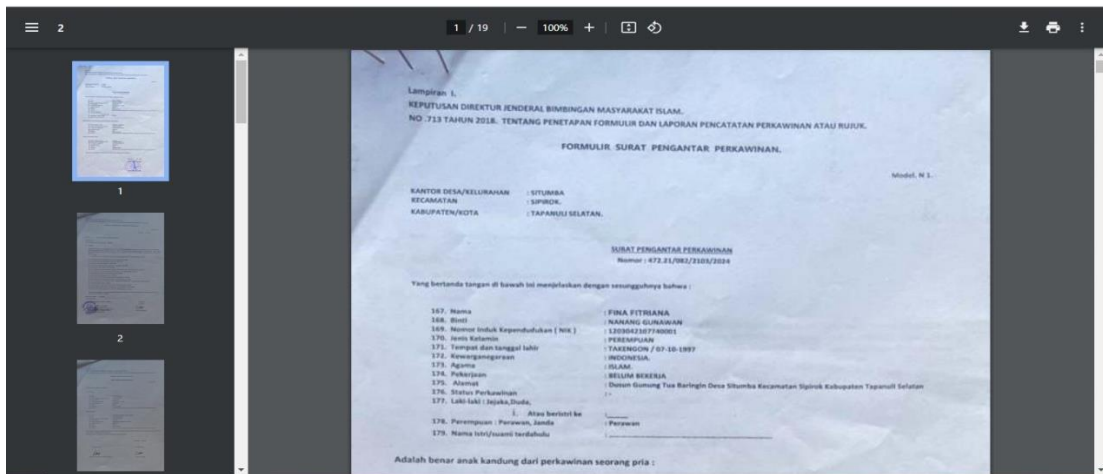 2
1 / 19
100%
1
2
Lampiran 1.
KEPUTUSAN DIREKTUR JENDERAL BIMBINGAN MASYARAKAT ISLAM.
NO .713 TAHUN 2018. TENTANG PENETAPAN FORMULIR DAN LAPORAN PENCATATAN PERKAWINAN ATAU RUJUK.
FORMULIR SURAT PENGANTAR PERKAWINAN.
Model. N 1.
KANTOR DESA/KELURAHAN : SITUMBA
KECAMATAN : SIPIROK.
KABUPATEN/KOTA : TAPANULI SELATAN.
SURAT PENGANTAR PERKAWINAN
Nomor : 472.21/082/2103/2024
Yang bertanda tangan di bawah ini menjelaskan dengan sesungguhnya bahwa :
167. Nama : FINA FITRIANA
168. Binti : NANANG GUNAWAN
169. Nomor Induk Kependudukan ( NIK ) : 1203042107740001
170. Jenis Kelamin : PEREMPUAN
171. Tempat dan tanggal lahir : TAKENGON / 07-10-1997
172. Kewarganegaraan : INDONESIA.
173. Agama : ISLAM.
174. Pekerjaan : BELUM BEKERJA
175. Alamat : Dusun Gunung Tua Baringin Desa Situmba Kecamatan Sipirok Kabupaten Tapanuli Selatan
176. Status Perkawinan : -
177. Laki-laki : Jejaka,Duda,
i. Atau beristri ke :
178. Perempuan : Perawan, Janda : Perawan
179. Nama Istri/suami terdahulu :
Adalah benar anak kandung dari perkawinan seorang pria :